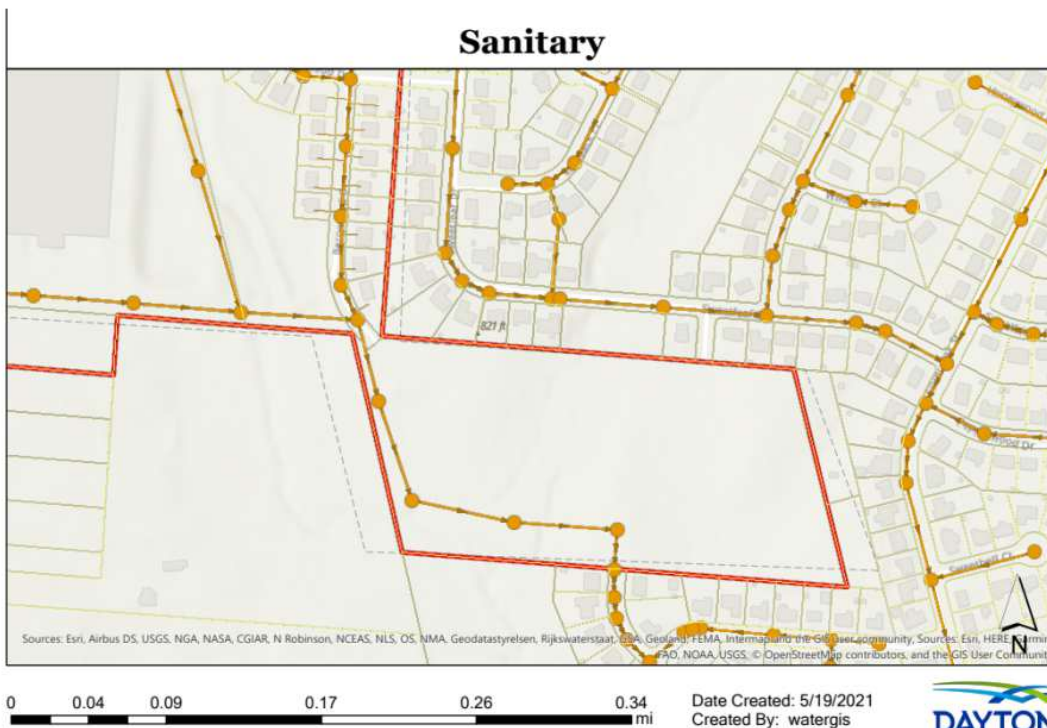 Sanitary
821 ft
Sources: Esri, Airbus DS, USGS, NGA, NASA, CGIAR, N Robinson, NCEAS, NLS, OS, NMA, Geodatastyrelsen, Rijkswaterstaat, GSA, Geoland, FEMA, Intermap and the GIS user community, Sources: Esri, HERE, Garmin
FAO, NOAA, USGS, © OpenStreetMap contributors, and the GIS User Communit
N
0 0.04 0.09 0.17 0.26 0.34
mi
Date Created: 5/19/2021
Created By: watergis
DAYTON